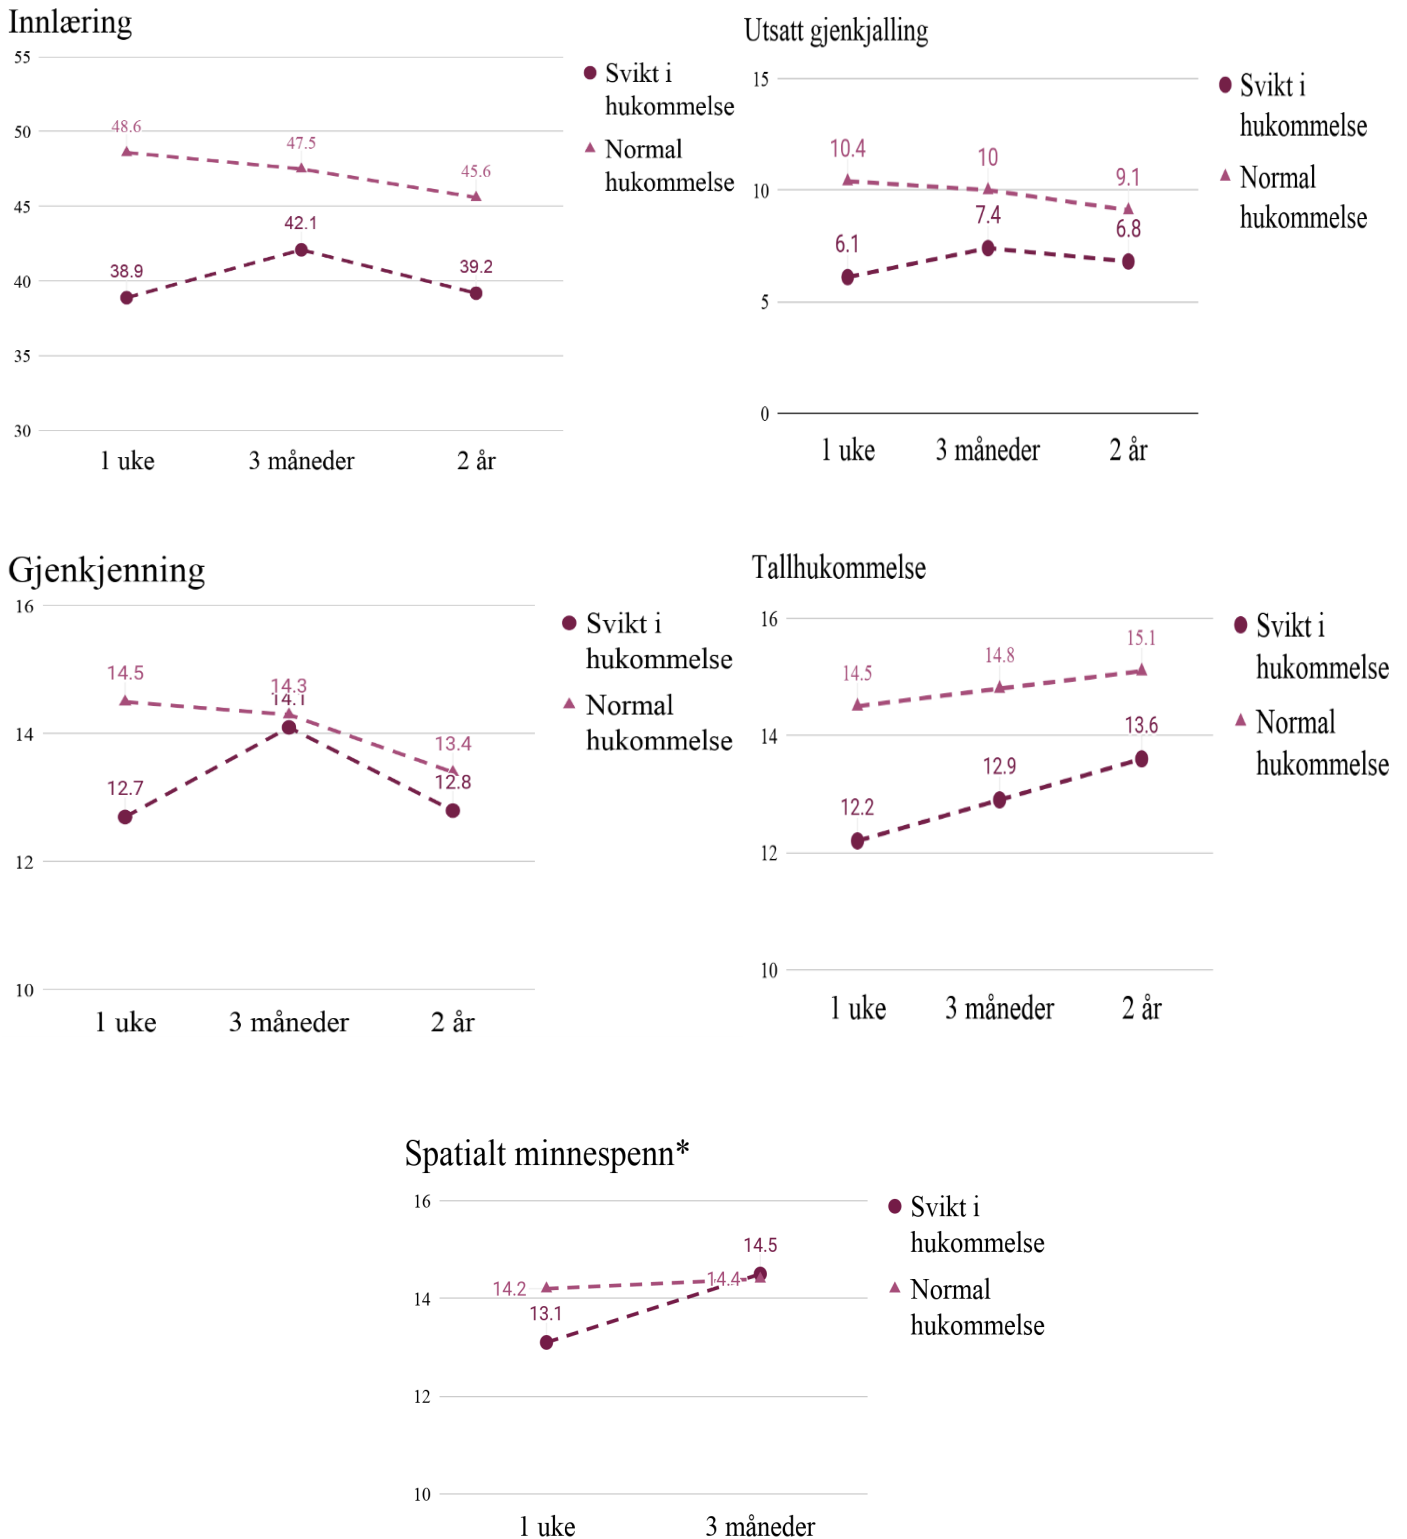 Innlæring
55
50
45
40
35
30
48.6
47.5
45.6
38.9
42.1
39.2
1 uke
3 måneder
2 år
Svikt i
hukommelse
Normal
hukommelse
Utsatt gjenkjalling
15
10
5
0
10.4
10
9.1
6.1
7.4
6.8
1 uke
3 måneder
2 år
Svikt i
hukommelse
Normal
hukommelse
Gjenkjenning
16
14
12
10
14.5
14.3
13.4
12.7
14.1
12.8
1 uke
3 måneder
2 år
Svikt i
hukommelse
Normal
hukommelse
Tallhukommelse
16
14
12
10
14.5
14.8
15.1
12.2
12.9
13.6
1 uke
3 måneder
2 år
Svikt i
hukommelse
Normal
hukommelse
Spatialt minnespenn*
16
14
12
10
14.2
14.4
13.1
14.5
1 uke
3 måneder
Svikt i
hukommelse
Normal
hukommelse